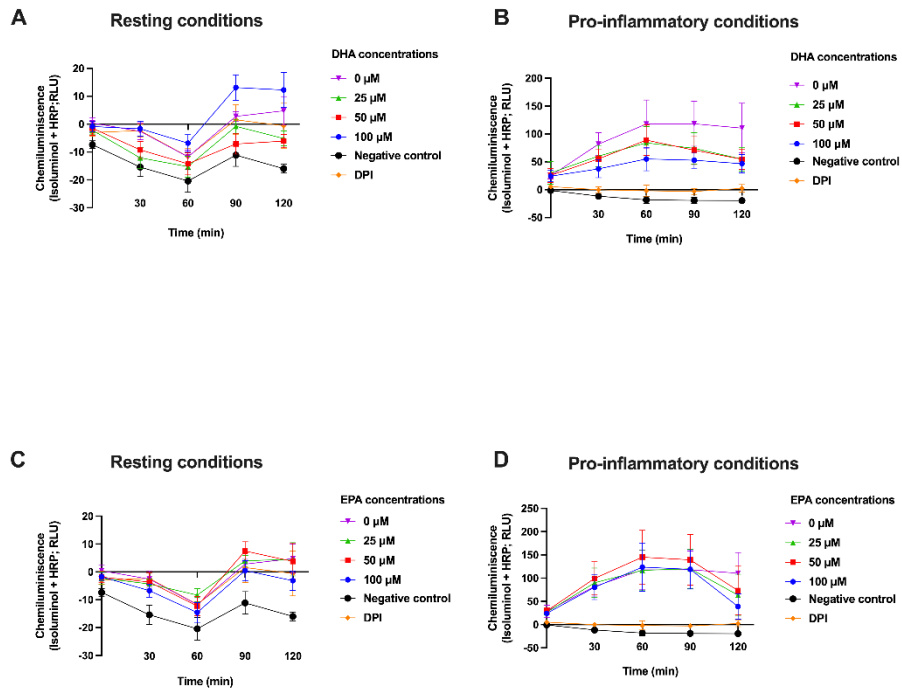 A
Resting conditions
DHA concentrations
0 µM
25 µM
50 µM
100 µM
Negative control
DPI
Chemiluminiscence
(Isoluminol + HRP;RLU)
20
10
0
-10
-20
-30
30
60
90
120
Time (min)
B
Pro-inflammatory conditions
DHA concentrations
0 µM
25 µM
50 µM
100 µM
Negative control
DPI
Chemiluminiscence
(Isoluminol + HRP; RLU)
200
150
100
50
0
-50
30
60
90
120
Time (min)
C
Resting conditions
EPA concentrations
0 µM
25 µM
50 µM
100 µM
Negative control
DPI
Chemiluminiscence
(Isoluminol + HRP; RLU)
20
10
0
-10
-20
-30
30
60
90
120
Time (min)
D
Pro-inflammatory conditions
EPA concentrations
0 µM
25 µM
50 µM
100 µM
Negative control
DPI
Chemiluminiscence
(Isoluminol + HRP; RLU)
250
200
150
100
50
0
-50
30
60
90
120
Time (min)